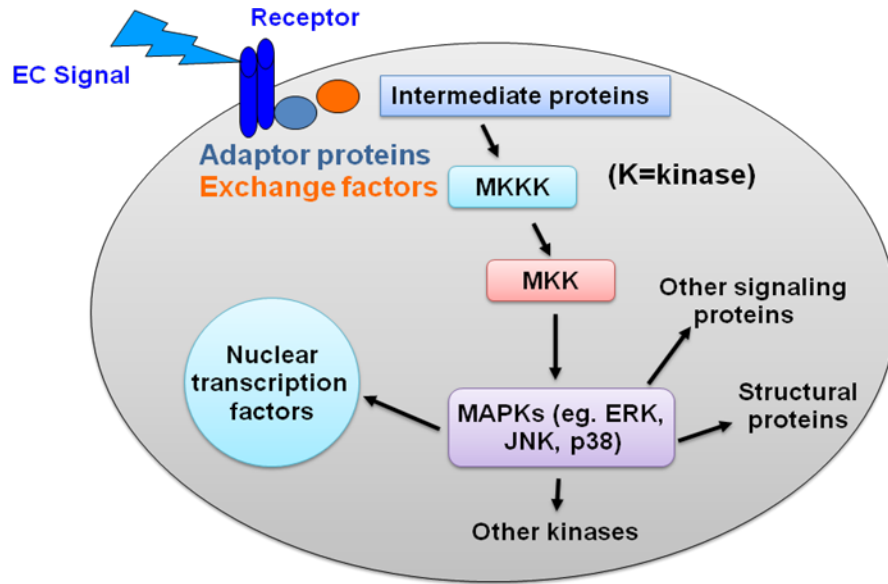 Receptor
EC Signal
Intermediate proteins
Adaptor proteins
Exchange factors
MKKK
(K=kinase)
MKK
Other signaling
proteins
Nuclear
transcription
factors
MAPKs (eg. ERK,
JNK, p38)
Structural
proteins
Other kinases